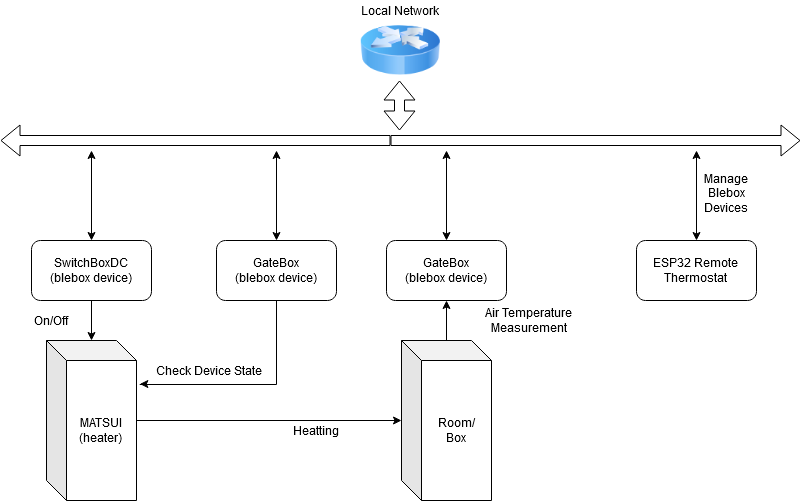 Local Network
Manage
Blebox
Devices
SwitchBoxDC
(blebox device)
GateBox
(blebox device)
GateBox
(blebox device)
ESP32 Remote
Thermostat
On/Off
Air Temperature
Measurement
Check Device State
MATSUI
(heater)
Heatting
Room/
Box